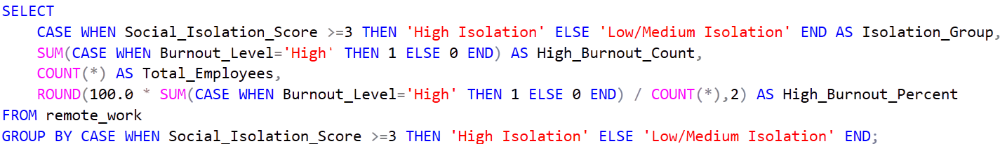 SELECT
    CASE WHEN Social_Isolation_Score >=3 THEN 'High Isolation' ELSE 'Low/Medium Isolation' END AS Isolation_Group,
    SUM(CASE WHEN Burnout_Level='High' THEN 1 ELSE 0 END) AS High_Burnout_Count,
    COUNT(*) AS Total_Employees,
    ROUND(100.0 * SUM(CASE WHEN Burnout_Level='High' THEN 1 ELSE 0 END) / COUNT(*),2) AS High_Burnout_Percent
FROM remote_work
GROUP BY CASE WHEN Social_Isolation_Score >=3 THEN 'High Isolation' ELSE 'Low/Medium Isolation' END;